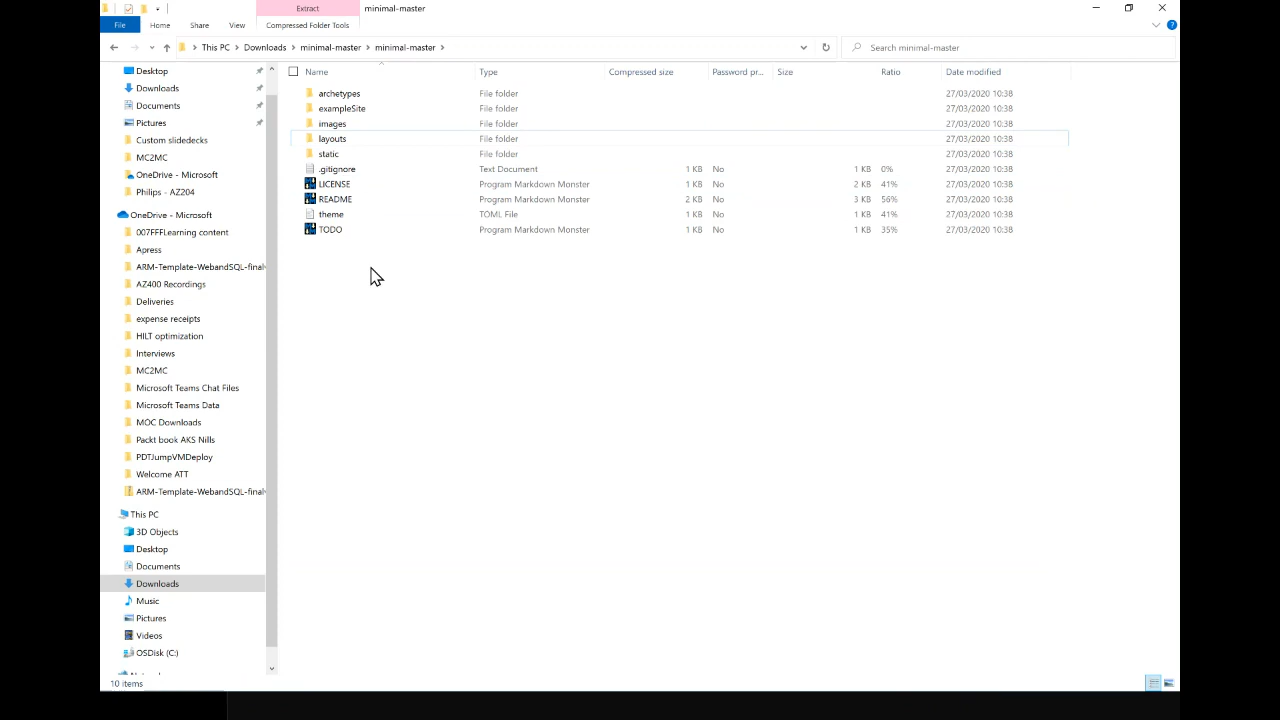 Extract
minimal-master
File Home Share View Compressed Folder Tools
This PC Downloads minimal-master minimal-master
Search minimal-master
Name Type Compressed size Password pr... Size Ratio Date modified
archetypes File folder 27/03/2020 10:38
exampleSite File folder 27/03/2020 10:38
images File folder 27/03/2020 10:38
layouts File folder 27/03/2020 10:38
static File folder 27/03/2020 10:38
.gitignore Text Document 1 KB No 1 KB 0% 27/03/2020 10:38
LICENSE Program Markdown Monster 1 KB No 2 KB 41% 27/03/2020 10:38
README Program Markdown Monster 2 KB No 3 KB 56% 27/03/2020 10:38
theme TOML File 1 KB No 1 KB 41% 27/03/2020 10:38
TODO Program Markdown Monster 1 KB No 1 KB 35% 27/03/2020 10:38
Desktop
Downloads
Documents
Pictures
Custom slidedecks
MC2MC
OneDrive - Microsoft
Philips - AZ204
OneDrive - Microsoft
007FFFLearning content
Apress
ARM-Template-WebandSQL-final
AZ400 Recordings
Deliveries
expense receipts
HILT optimization
Interviews
MC2MC
Microsoft Teams Chat Files
Microsoft Teams Data
MOC Downloads
Packt book AKS Nills
PDTJumpVMDeploy
Welcome ATT
ARM-Template-WebandSQL-final
This PC
3D Objects
Desktop
Documents
Downloads
Music
Pictures
Videos
OSDisk (C:)
10 items